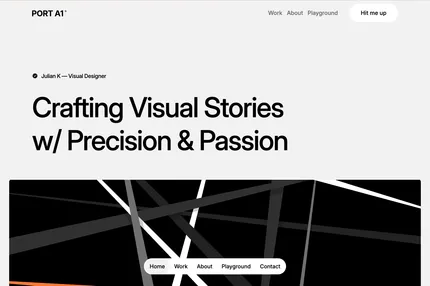 PORT A1
Work About Playground Hit me up
Julian K — Visual Designer
Crafting Visual Stories
w/ Precision & Passion
Home Work About Playground Contact